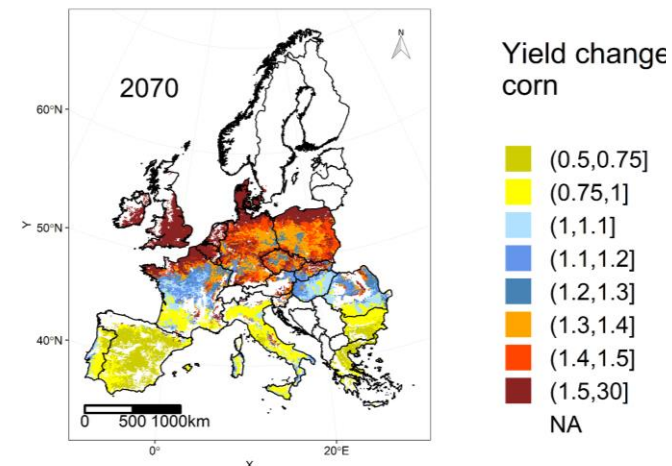 N
2070
60°N
50°N
40°N
Y
0 500 1000km
0°
20°E
X
Yield change
corn
(0.5,0.75]
(0.75,1]
(1,1.1]
(1.1,1.2]
(1.2,1.3]
(1.3,1.4]
(1.4,1.5]
(1.5,30]
NA